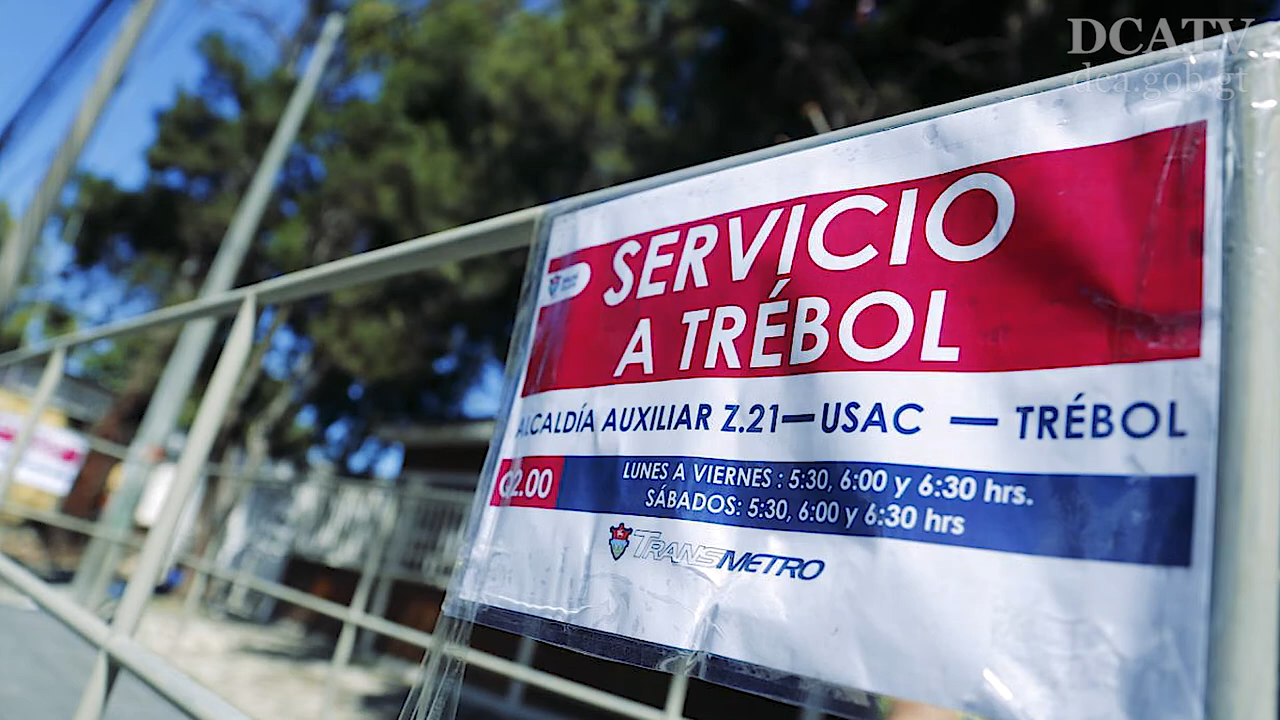 DCATV
dca.gob.gt
SERVICIO
A TRÉBOL
ALCALDÍA AUXILIAR Z.21—USAC — TRÉBOL
Q2.00
LUNES A VIERNES : 5:30, 6:00 y 6:30 hrs.
SÁBADOS: 5:30, 6:00 y 6:30 hrs
TRANSMETRO